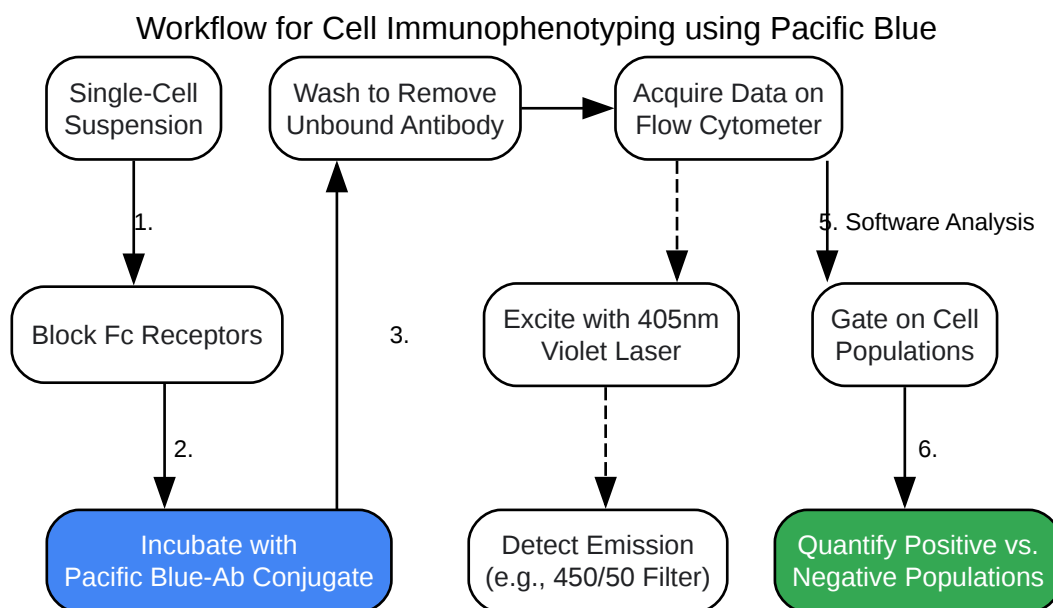 Workflow for Cell Immunophenotyping using Pacific Blue
Single-Cell
Suspension
Wash to Remove
Unbound Antibody
Acquire Data on
Flow Cytometer
1.
5. Software Analysis
Block Fc Receptors
3.
Excite with 405nm
Violet Laser
Gate on Cell
Populations
2.
6.
Incubate with
Pacific Blue-Ab Conjugate
Detect Emission
(e.g., 450/50 Filter)
Quantify Positive vs.
Negative Populations